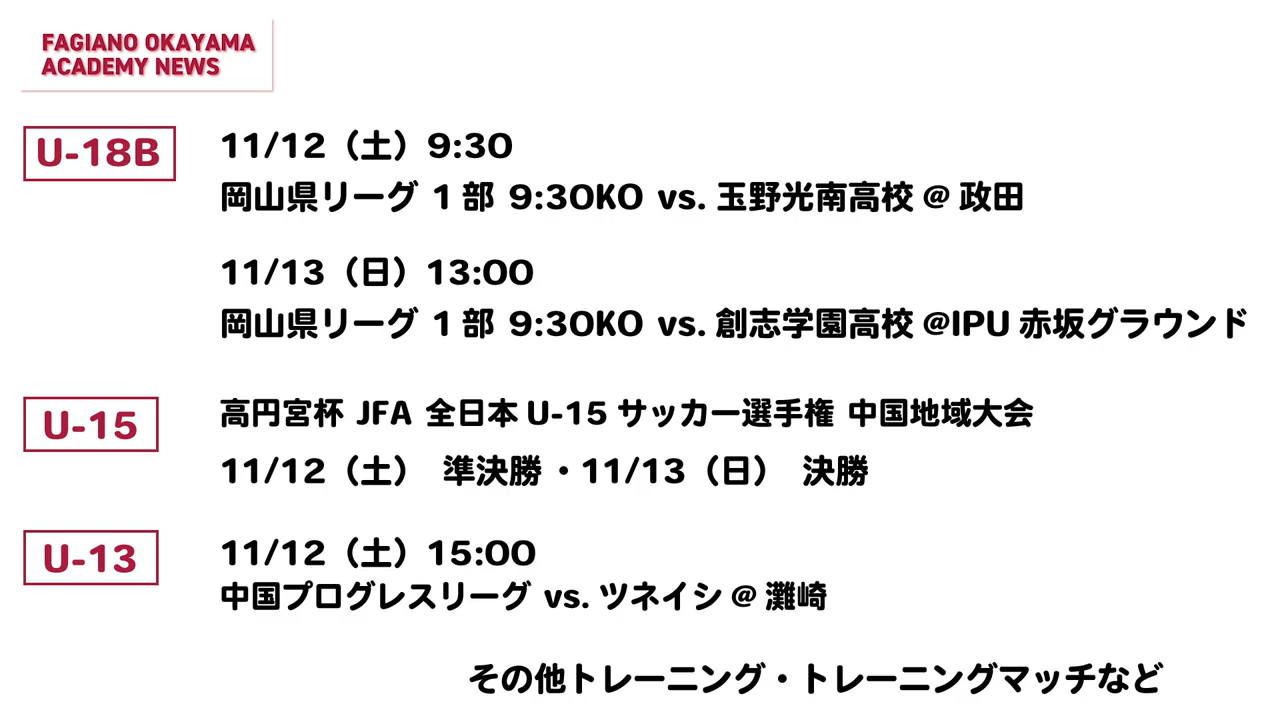 FAGIANO OKAYAMA
ACADEMY NEWS
U-18B
11/12（土）9:30
岡山県リーグ 1部 9:30KO vs. 玉野光南高校 @ 政田
11/13（日）13:00
岡山県リーグ 1部 9:30KO vs. 創志学園高校 @IPU 赤坂グラウンド
U-15
高円宮杯 JFA 全日本 U-15 サッカー選手権 中国地域大会
11/12（土） 準決勝・11/13（日） 決勝
U-13
11/12（土）15:00
中国プログレスリーグ vs. ツネイシ @ 灘崎
その他トレーニング・トレーニングマッチなど